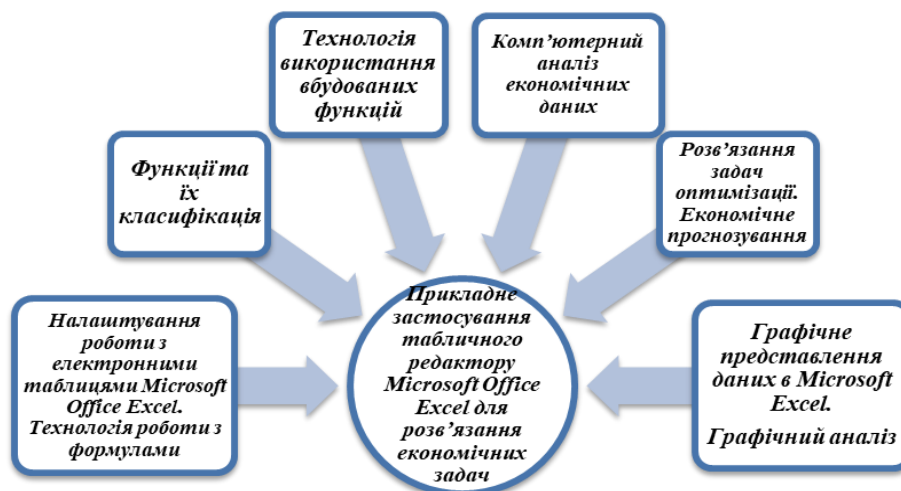 Технологія
використання
вбудованих
функцій
Комп’ютерний
аналіз
економічних
даних
Функції та
їх
класифікація
Розв’язання
задач
оптимізації.
Економічне
прогнозування
Налаштування
роботи з
електронними
таблицями Microsoft
Office Excel.
Технологія роботи з
формулами
Прикладне
застосування
табличного
редактору
Microsoft Office
Excel для
розв’язання
економічних
задач
Графічне
представлення
даних в Microsoft
Excel.
Графічний аналіз